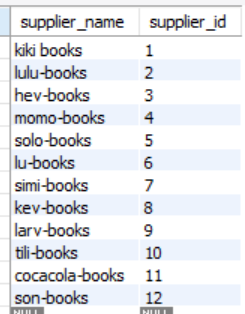 supplier_name supplier_id
kiki books 1
lulu-books 2
hev-books 3
momo-books 4
solo-books 5
lu-books 6
simi-books 7
kev-books 8
larv-books 9
tili-books 10
cocacola-books 11
son-books 12
NULL NULL